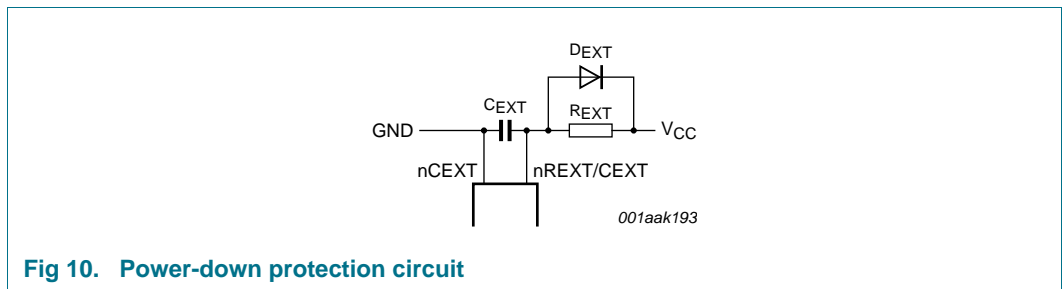 DEXT
CEXT
REXT
GND
VCC
nCEXT
nREXT/CEXT
001aak193
Fig 10. Power-down protection circuit